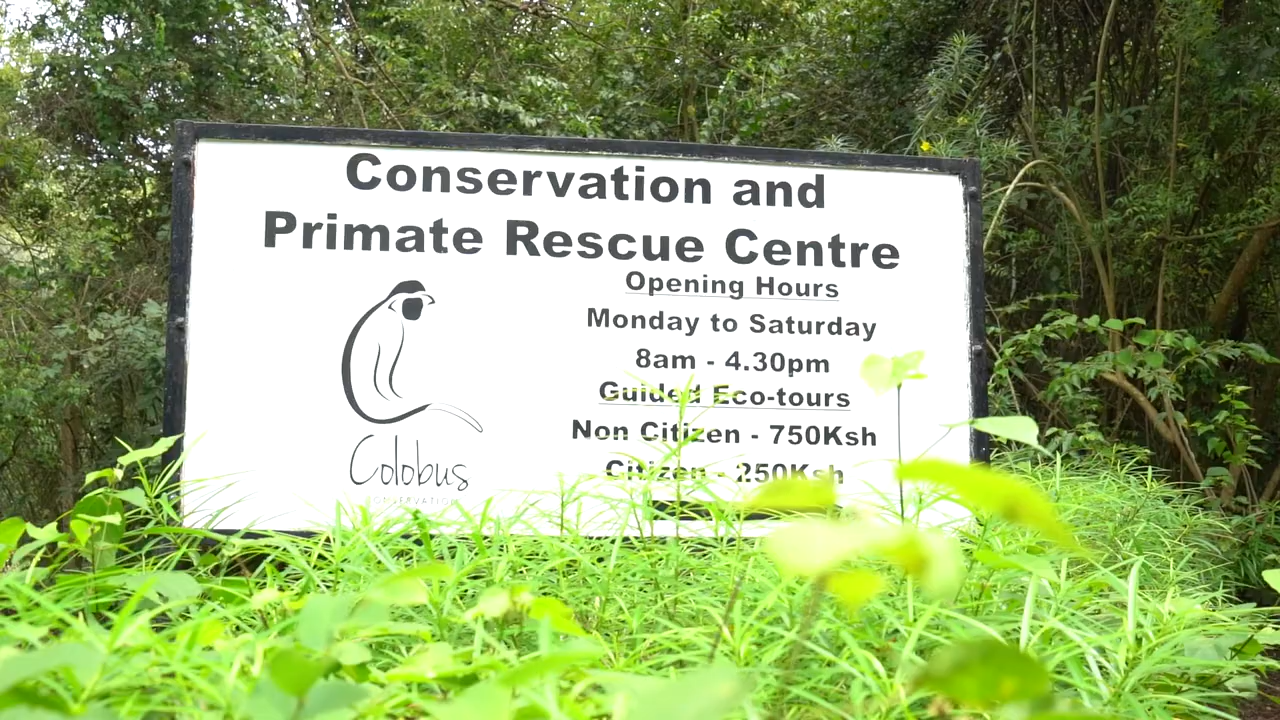 Conservation and
Primate Rescue Centre
Opening Hours
Monday to Saturday
8am - 4.30pm
Guided Eco-tours
Non Citizen - 750Ksh
Citizen - 250Ksh
Colobus
CONSERVATION